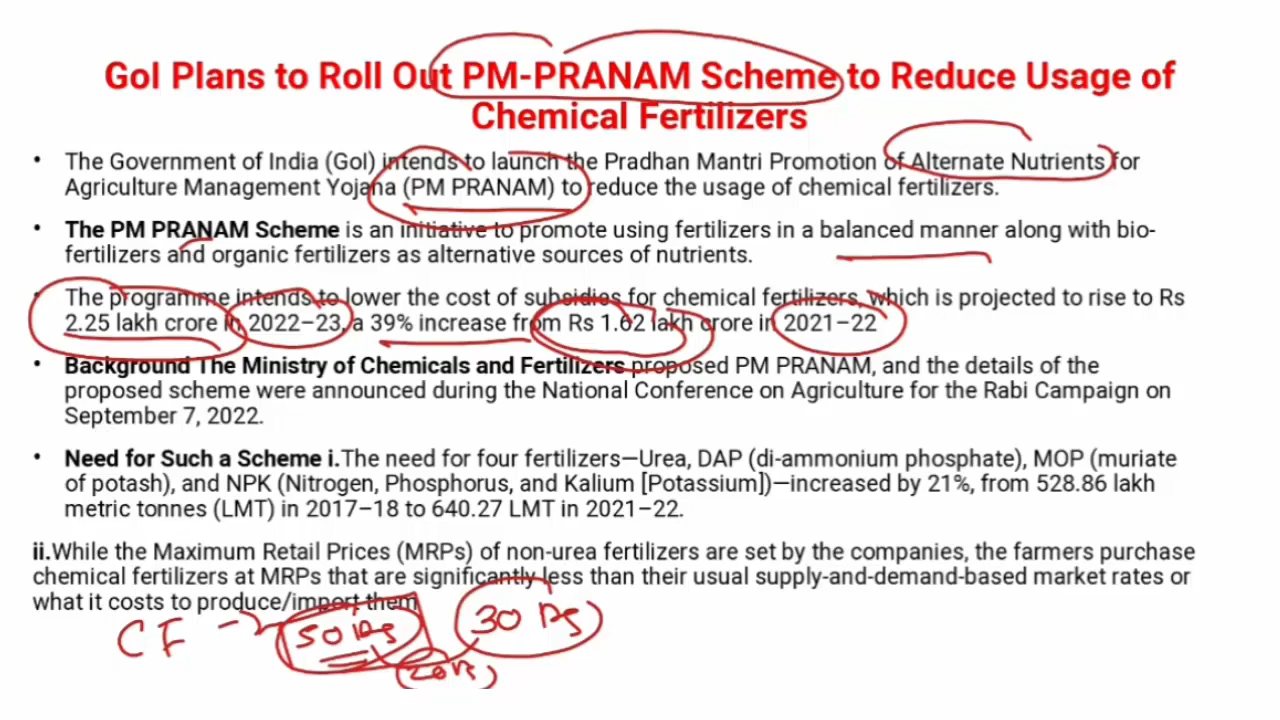 GoI Plans to Roll Out PM-PRANAM Scheme to Reduce Usage of
Chemical Fertilizers
• The Government of India (GoI) intends to launch the Pradhan Mantri Promotion of Alternate Nutrients for
Agriculture Management Yojana (PM PRANAM) to reduce the usage of chemical fertilizers.
• The PM PRANAM Scheme is an initiative to promote using fertilizers in a balanced manner along with bio-
fertilizers and organic fertilizers as alternative sources of nutrients.
• The programme intends to lower the cost of subsidies for chemical fertilizers, which is projected to rise to Rs
2.25 lakh crore in 2022–23, a 39% increase from Rs 1.62 lakh crore in 2021–22
• Background The Ministry of Chemicals and Fertilizers proposed PM PRANAM, and the details of the
proposed scheme were announced during the National Conference on Agriculture for the Rabi Campaign on
September 7, 2022.
• Need for Such a Scheme i.The need for four fertilizers—Urea, DAP (di-ammonium phosphate), MOP (muriate
of potash), and NPK (Nitrogen, Phosphorus, and Kalium [Potassium])—increased by 21%, from 528.86 lakh
metric tonnes (LMT) in 2017–18 to 640.27 LMT in 2021–22.
ii.While the Maximum Retail Prices (MRPs) of non-urea fertilizers are set by the companies, the farmers purchase
chemical fertilizers at MRPs that are significantly less than their usual supply-and-demand-based market rates or
what it costs to produce/import them
CF 50 Rs 30 Rs
20 Rs